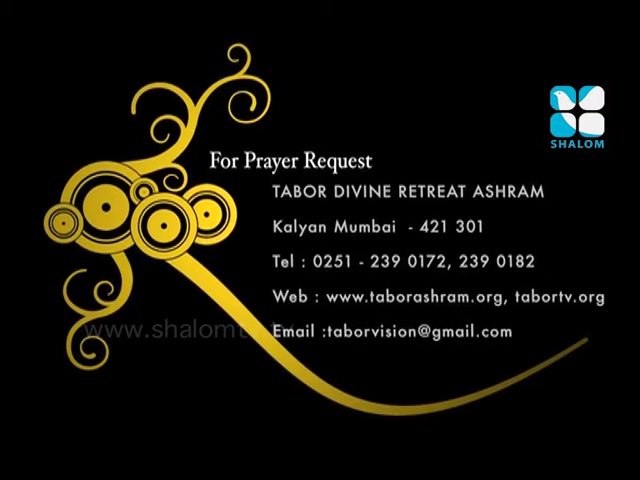 SHALOM
For Prayer Request
TABOR DIVINE RETREAT ASHRAM
Kalyan Mumbai - 421 301
Tel : 0251 - 239 0172, 239 0182
Web : www.taborashram.org, tabortv.org
Email :taborvision@gmail.com